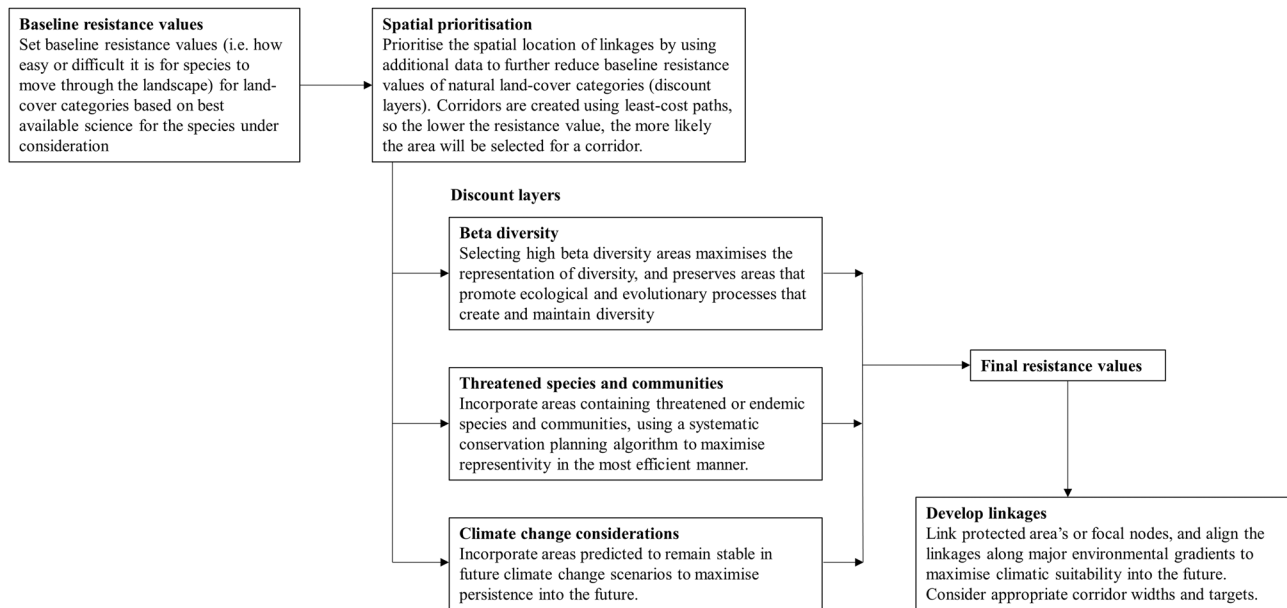 Baseline resistance values
Set baseline resistance values (i.e. how
easy or difficult it is for species to
move through the landscape) for land-
cover categories based on best
available science for the species under
consideration
Spatial prioritisation
Prioritise the spatial location of linkages by using
additional data to further reduce baseline resistance
values of natural land-cover categories (discount
layers). Corridors are created using least-cost paths,
so the lower the resistance value, the more likely
the area will be selected for a corridor.
Discount layers
Beta diversity
Selecting high beta diversity areas maximises the
representation of diversity, and preserves areas that
promote ecological and evolutionary processes that
create and maintain diversity
Threatened species and communities
Incorporate areas containing threatened or endemic
species and communities, using a systematic
conservation planning algorithm to maximise
representivity in the most efficient manner.
Climate change considerations
Incorporate areas predicted to remain stable in
future climate change scenarios to maximise
persistence into the future.
Final resistance values
Develop linkages
Link protected area’s or focal nodes, and align the
linkages along major environmental gradients to
maximise climatic suitability into the future.
Consider appropriate corridor widths and targets.